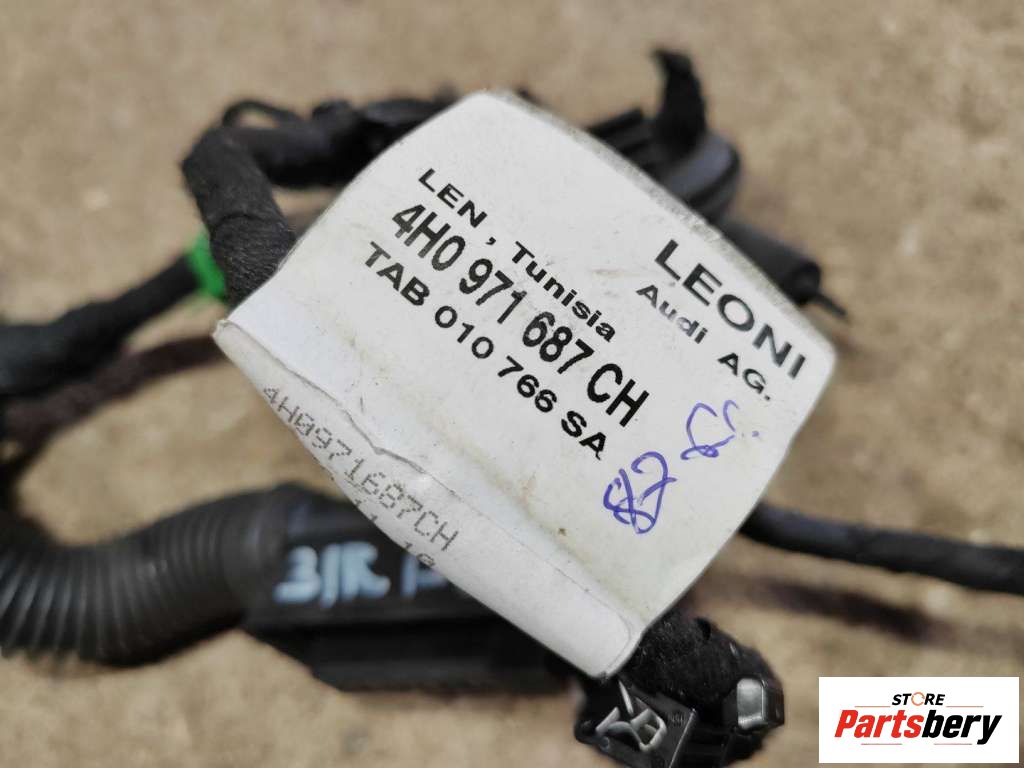 LEONI
Audi AG.
LEN , Tunisia
4H0 971 687 CH
TAB 010 766 SA
4H0971687CH
STORE
Partsbery